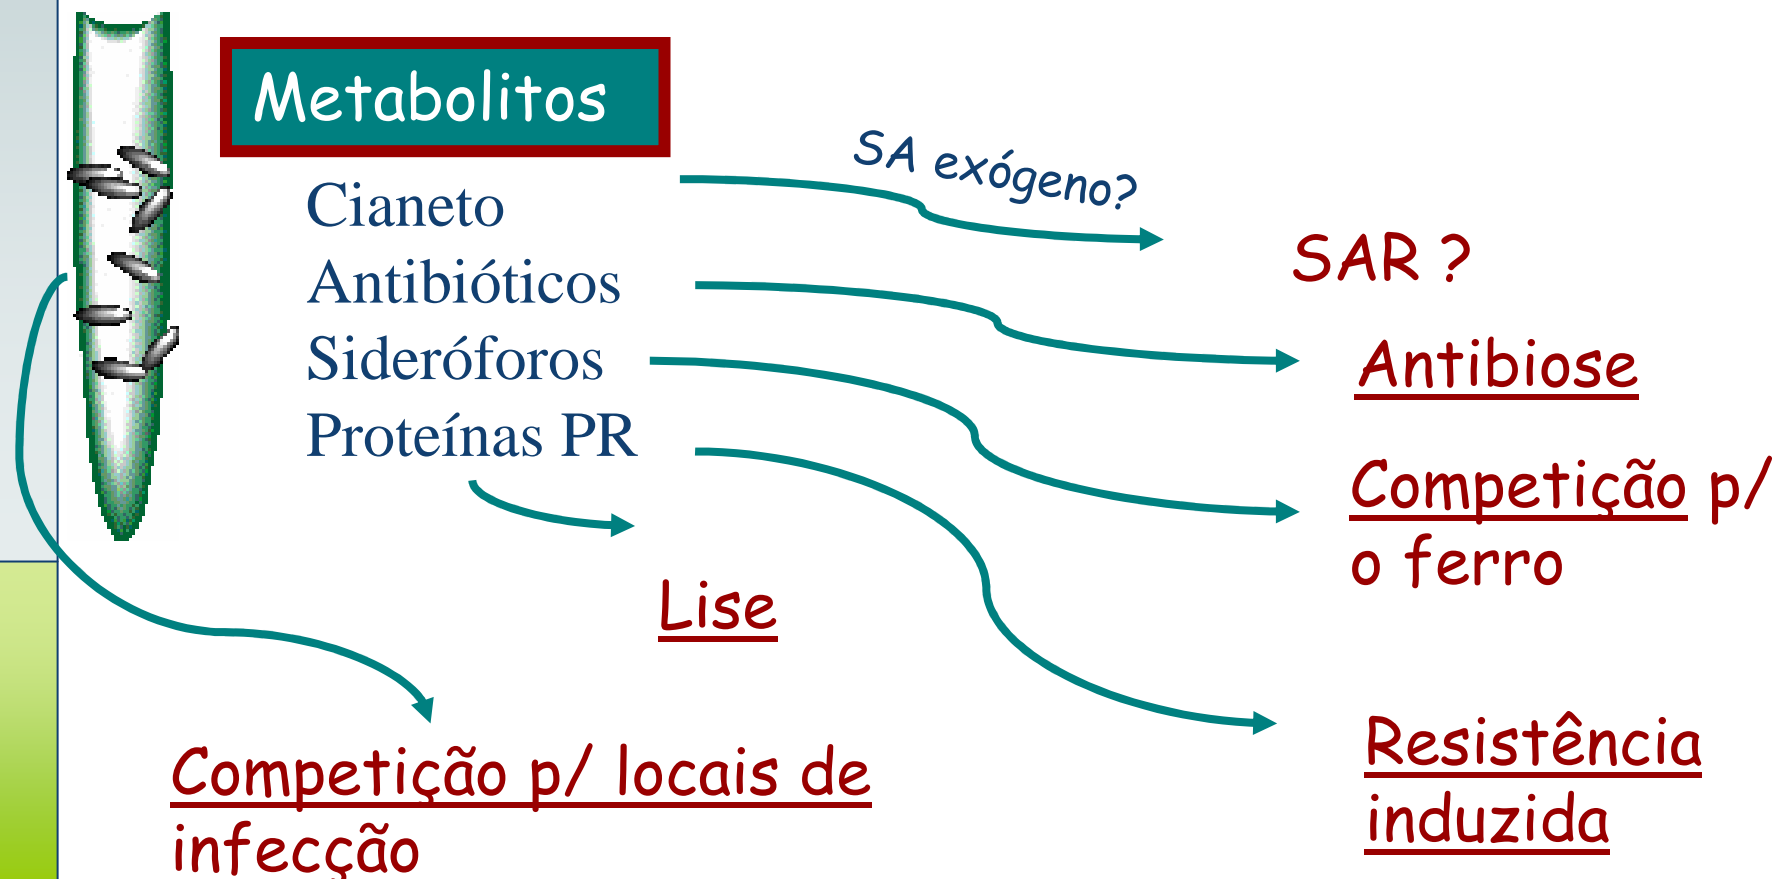 Metabolitos
SA exógeno?
Cianeto
SAR ?
Antibióticos
Antibiose
Sideróforos
Proteínas PR
Competição p/
o ferro
Lise
Resistência
induzida
Competição p/ locais de
infecção